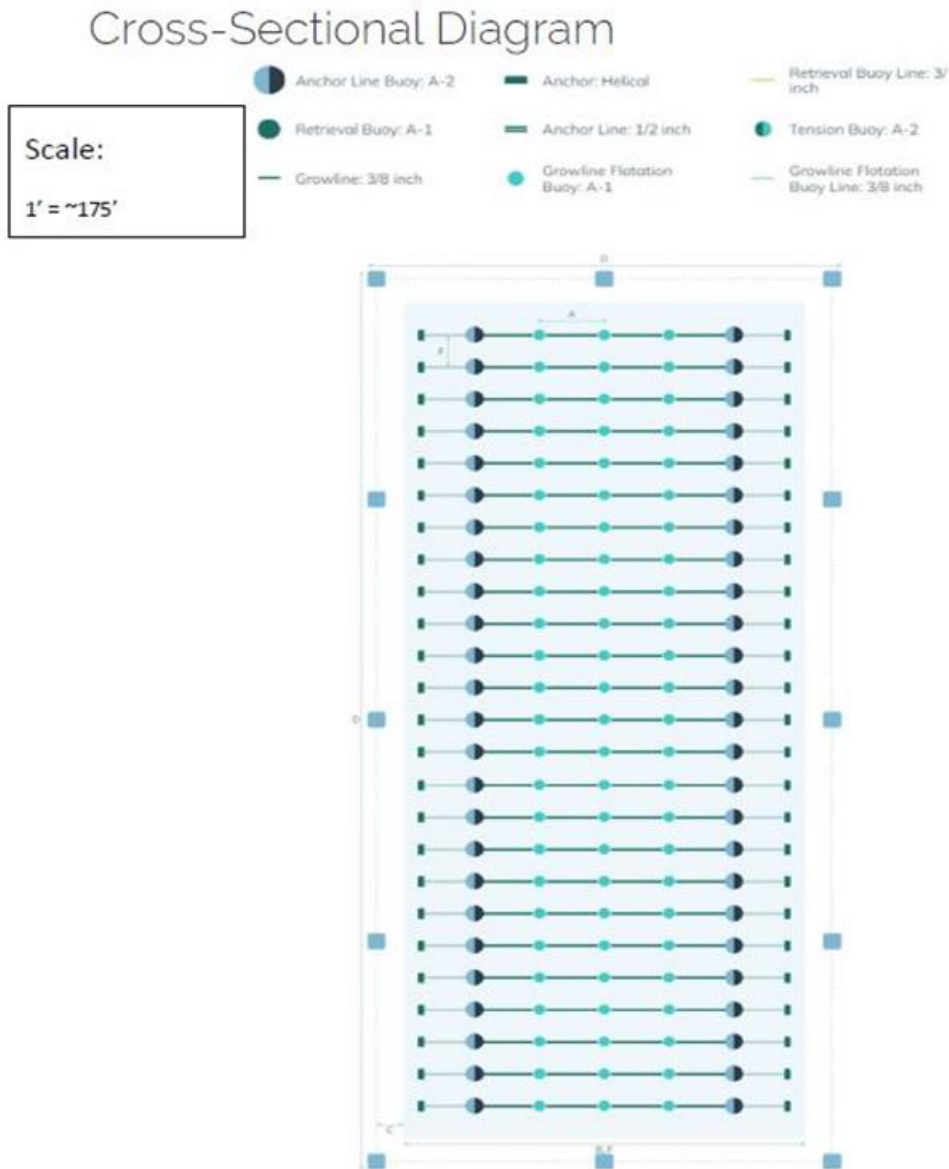 Cross-Sectional Diagram
Anchor Line Buoy: A-2
Anchor: Helical
Retrieval Buoy Line: 3/
inch
Scale:
1′ = ~175′
Retrieval Buoy: A-1
Anchor Line: 1/2 inch
Tension Buoy: A-2
Growline: 3/8 inch
Growline Flotation
Buoy: A-1
Growline Flotation
Buoy Line: 3/8 inch
A
D
C